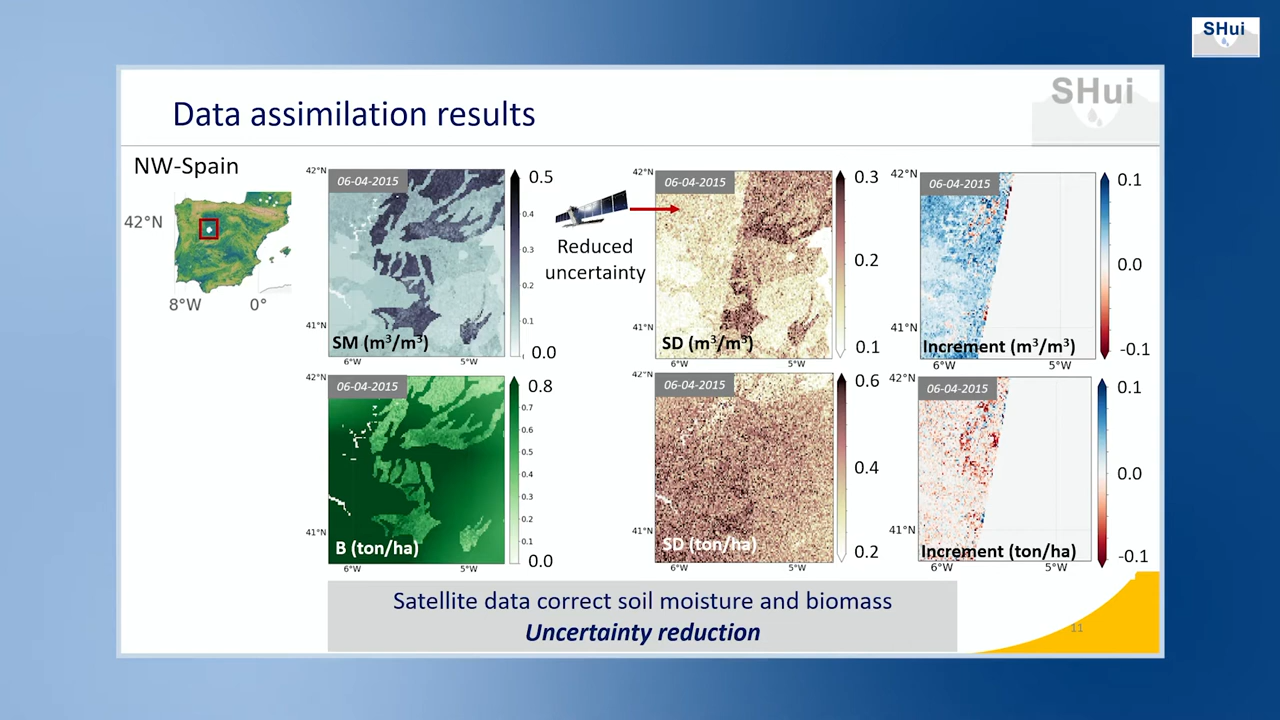 SHui
SHui
Data assimilation results
NW-Spain
42°N
8°W
0°
42°N
06-04-2015
41°N
SM (m³/m³)
6°W
5°W
0.5
0.4
0.3
0.2
0.1
0.0
Reduced
uncertainty
42°N
06-04-2015
41°N
SD (m³/m³)
6°W
5°W
0.3
0.2
0.1
42°N
06-04-2015
41°N
Increment (m³/m³)
6°W
5°W
0.1
0.0
-0.1
42°N
06-04-2015
41°N
B (ton/ha)
6°W
5°W
0.8
0.7
0.6
0.5
0.4
0.3
0.2
0.1
0.0
42°N
06-04-2015
41°N
SD (ton/ha)
6°W
5°W
0.6
0.4
0.2
42°N
06-04-2015
41°N
Increment (ton/ha)
6°W
5°W
0.1
0.0
-0.1
Satellite data correct soil moisture and biomass
Uncertainty reduction
11